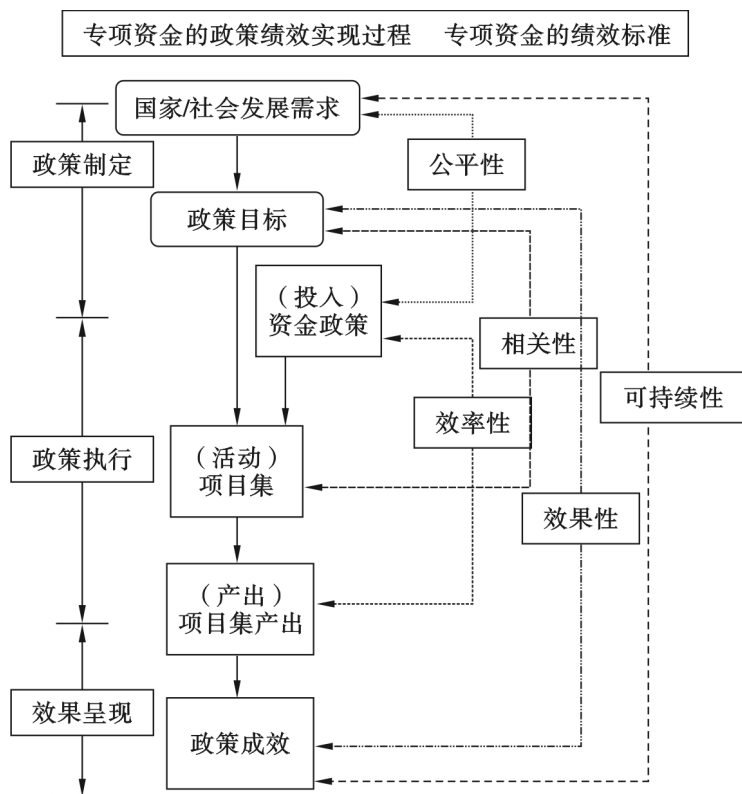 专项资金的政策绩效实现过程 专项资金的绩效标准
国家/社会发展需求
政策制定
公平性
政策目标
（投入）
资金政策
相关性
可持续性
效率性
政策执行
（活动）
项目集
效果性
（产出）
项目集产出
效果呈现
政策成效